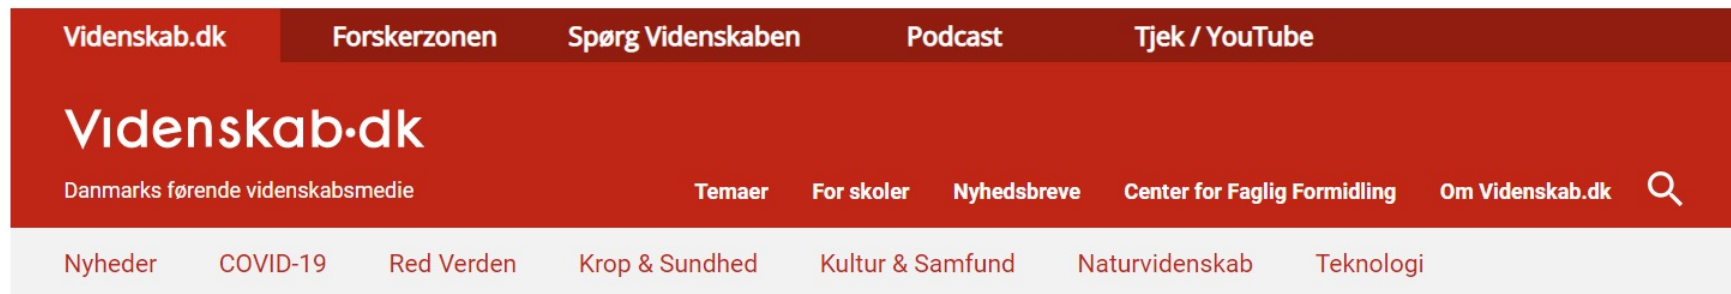 Videnskab.dk Forskerzonen Spørg Videnskaben Podcast Tjek / YouTube
Videnskab•dk
Danmarks førende videnskabsmedie Temaer For skoler Nyhedsbreve Center for Faglig Formidling Om Videnskab.dk
Nyheder COVID-19 Red Verden Krop & Sundhed Kultur & Samfund Naturvidenskab Teknologi